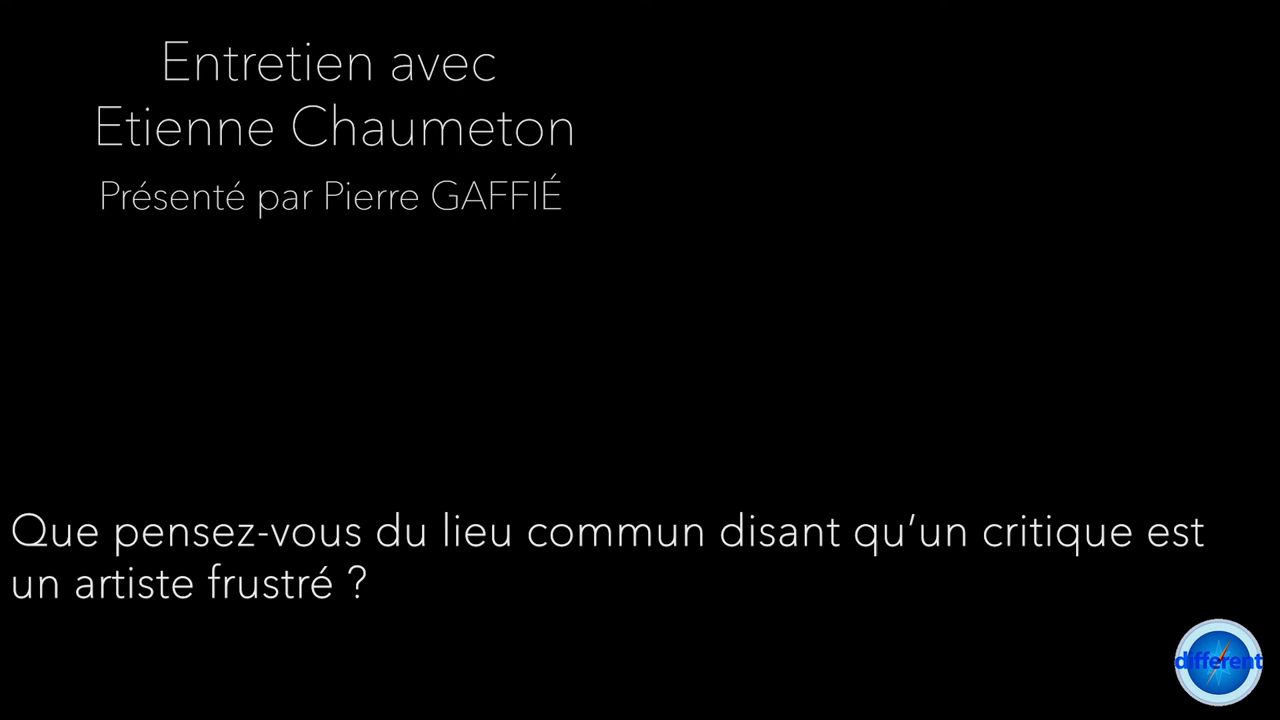 Entretien avec
Etienne Chaumeton
Présenté par Pierre GAFFIÉ
Que pensez-vous du lieu commun disant qu’un critique est
un artiste frustré ?
different